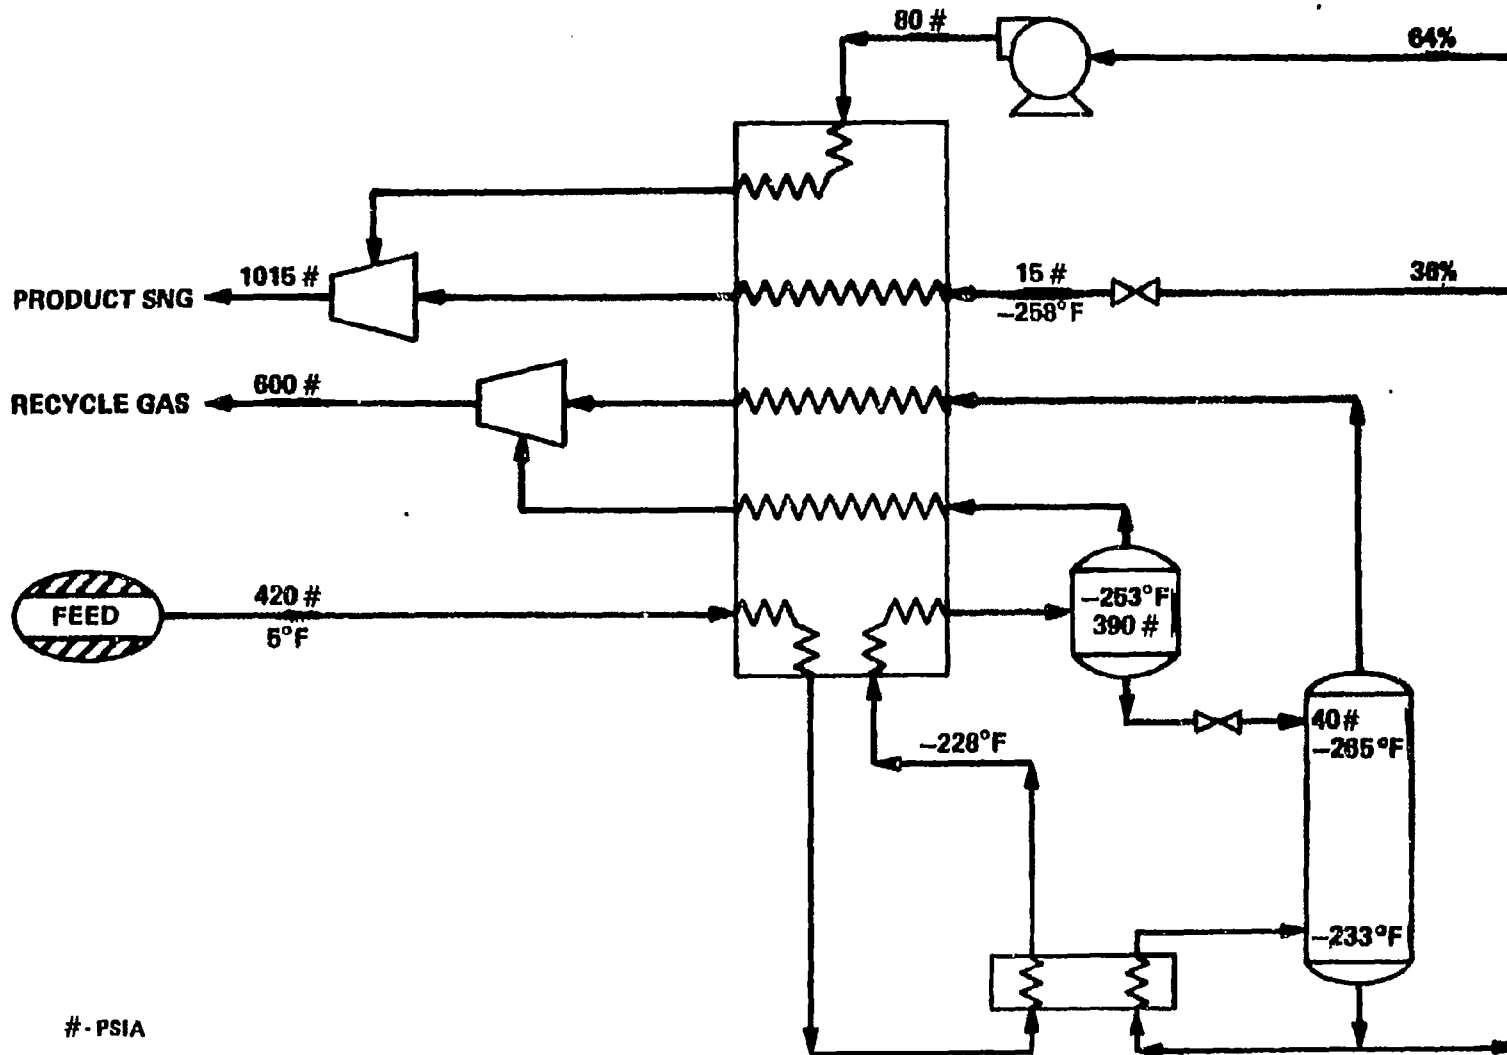 80 #
64%
1015 #
PRODUCT SNG
15 #
-258°F
36%
600 #
RECYCLE GAS
FEED
420 #
5°F
-253°F
390 #
40#
-265°F
-228°F
-233°F
# - PSIA